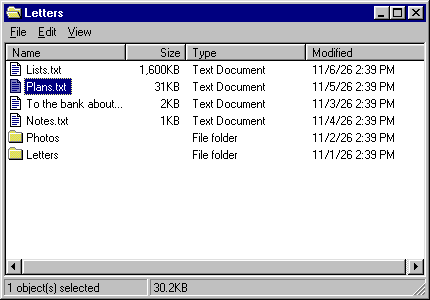 Letters
File Edit View
Name Size Type Modified
Lists.txt 1,600KB Text Document 11/6/26 2:39 PM
Plans.txt 31KB Text Document 11/5/26 2:39 PM
To the bank about... 2KB Text Document 11/3/26 2:39 PM
Notes.txt 1KB Text Document 11/4/26 2:39 PM
Photos File folder 11/2/26 2:39 PM
Letters File folder 11/1/26 2:39 PM
1 object(s) selected 30.2KB